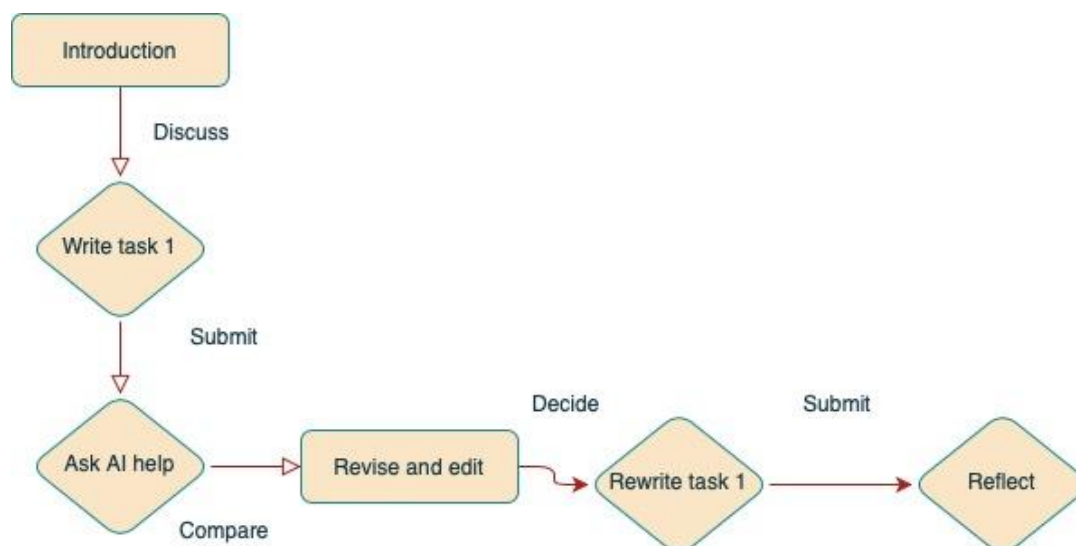 Introduction
Discuss
Write task 1
Submit
Ask AI help
Compare
Revise and edit
Decide
Rewrite task 1
Submit
Reflect